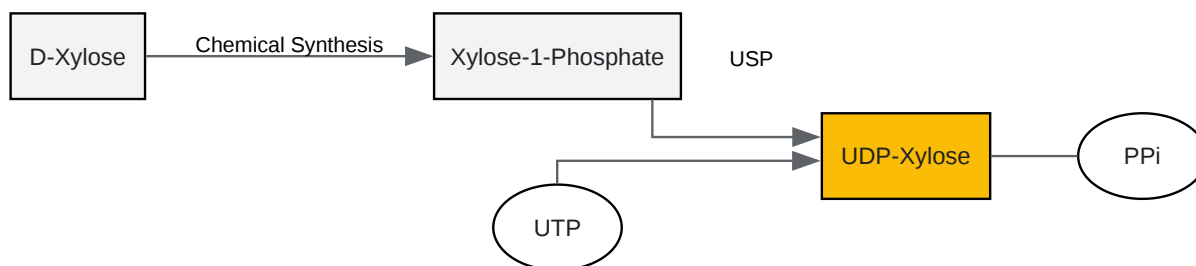 D-Xylose
Chemical Synthesis
Xylose-1-Phosphate
USP
UDP-Xylose
PPi
UTP